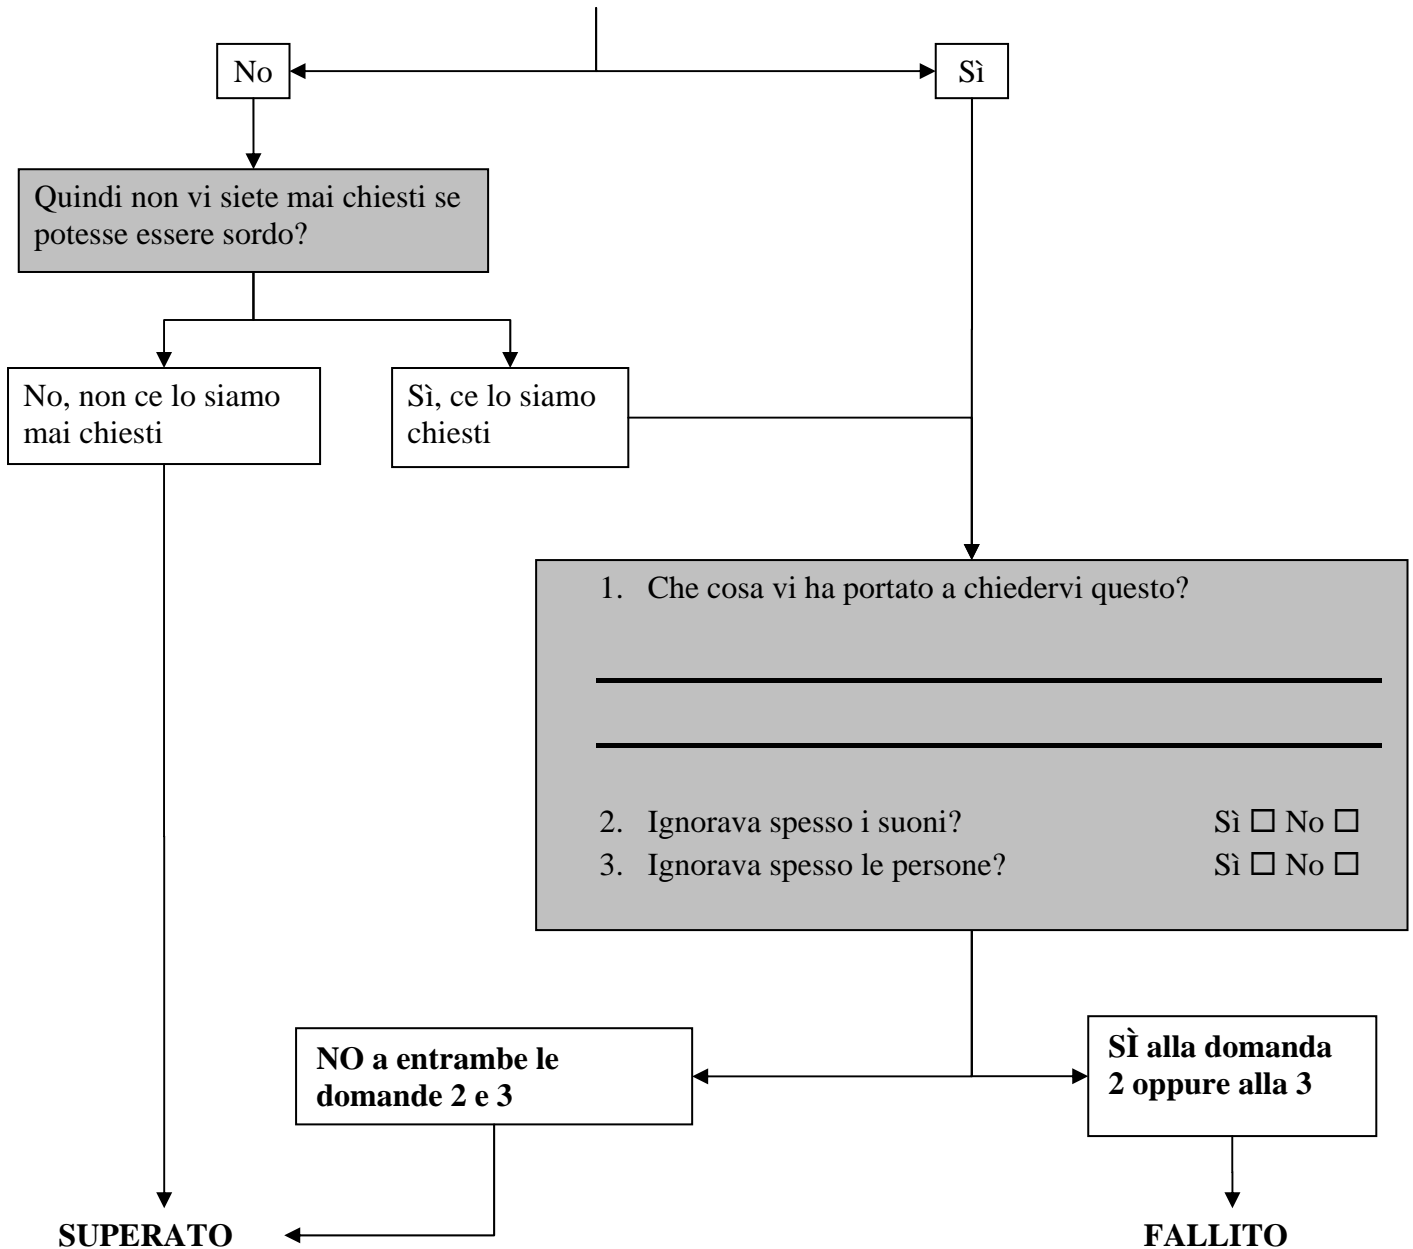 No
Sì
Quindi non vi siete mai chiesti se
potesse essere sordo?
No, non ce lo siamo
mai chiesti
Sì, ce lo siamo
chiesti
1. Che cosa vi ha portato a chiedervi questo?
2. Ignorava spesso i suoni? Sì ☐ No ☐
3. Ignorava spesso le persone? Sì ☐ No ☐
NO a entrambe le
domande 2 e 3
SÌ alla domanda
2 oppure alla 3
SUPERATO
FALLITO